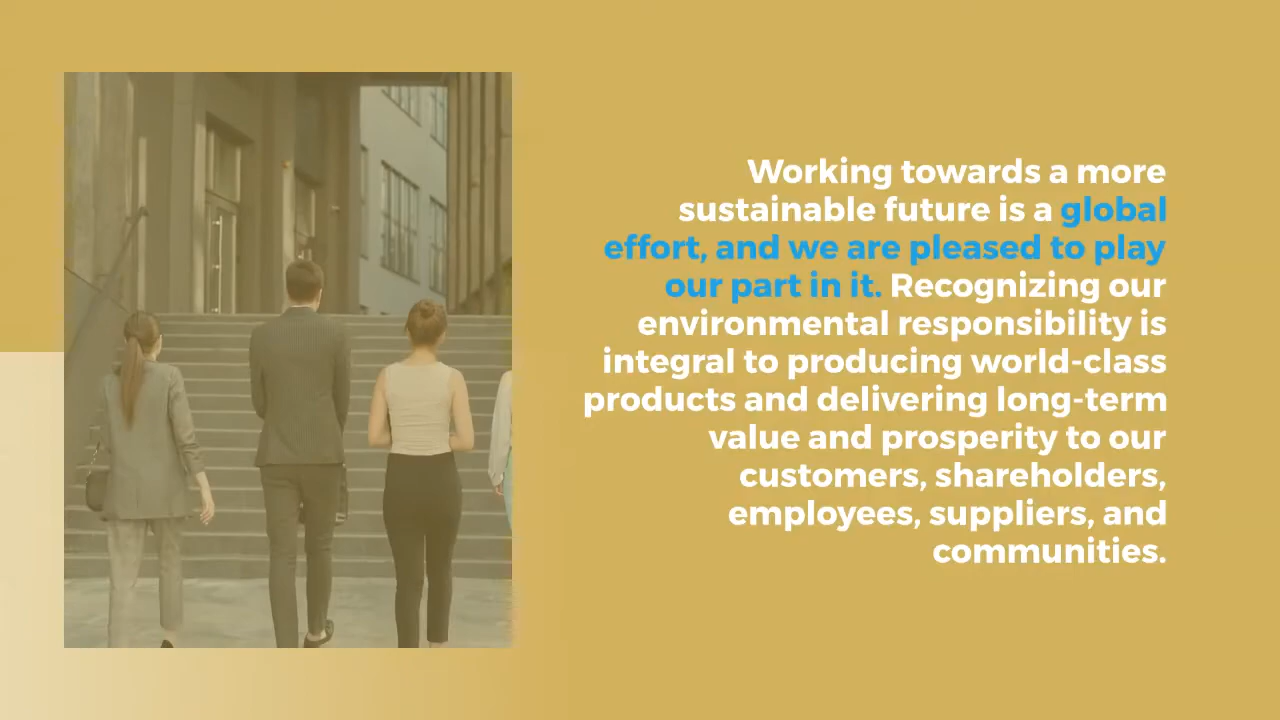 Working towards a more
sustainable future is a global
effort, and we are pleased to play
our part in it. Recognizing our
environmental responsibility is
integral to producing world-class
products and delivering long-term
value and prosperity to our
customers, shareholders,
employees, suppliers, and
communities.